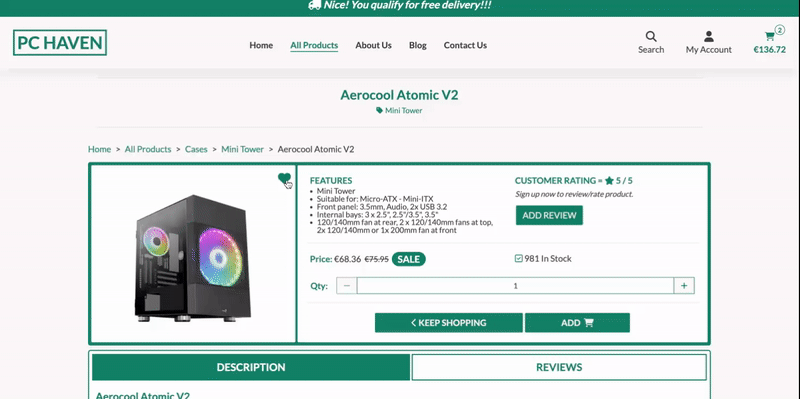 Nice! You qualify for free delivery!!!
PC HAVEN
Home
All Products
About Us
Blog
Contact Us
Search
My Account
2
€136.72
Aerocool Atomic V2
Mini Tower
Home > All Products > Cases > Mini Tower > Aerocool Atomic V2
FEATURES
• Mini Tower
• Suitable for: Micro-ATX - Mini-ITX
• Front panel: 3.5mm, Audio, 2x USB 3.2
• Internal bays: 3 x 2.5", 2.5"/3.5", 3.5"
• 120/140mm fan at rear, 2 x 120/140mm fans at top,
2x 120/140mm or 1x 200mm fan at front
CUSTOMER RATING = 5 / 5
Sign up now to review/rate product.
ADD REVIEW
Price: €68.36 €75.95 SALE
981 In Stock
Qty: − 1 +
KEEP SHOPPING
ADD
DESCRIPTION
REVIEWS
Aerocool Atomic V2